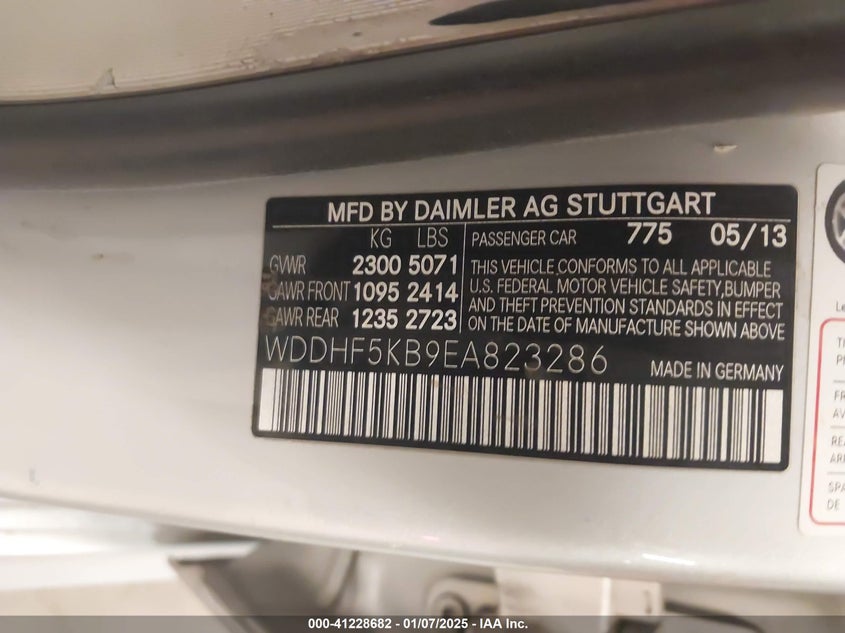 MFD BY DAIMLER AG STUTTGART
KG LBS
GVWR 2300 5071
GAWR FRONT 1095 2414
GAWR REAR 1235 2723
PASSENGER CAR 775 05/13
THIS VEHICLE CONFORMS TO ALL APPLICABLE
U.S. FEDERAL MOTOR VEHICLE SAFETY, BUMPER
AND THEFT PREVENTION STANDARDS IN EFFECT
ON THE DATE OF MANUFACTURE SHOWN ABOVE
WDDHF5KB9EA823286
MADE IN GERMANY
DE
000-41228682 - 01/07/2025 - IAA Inc.